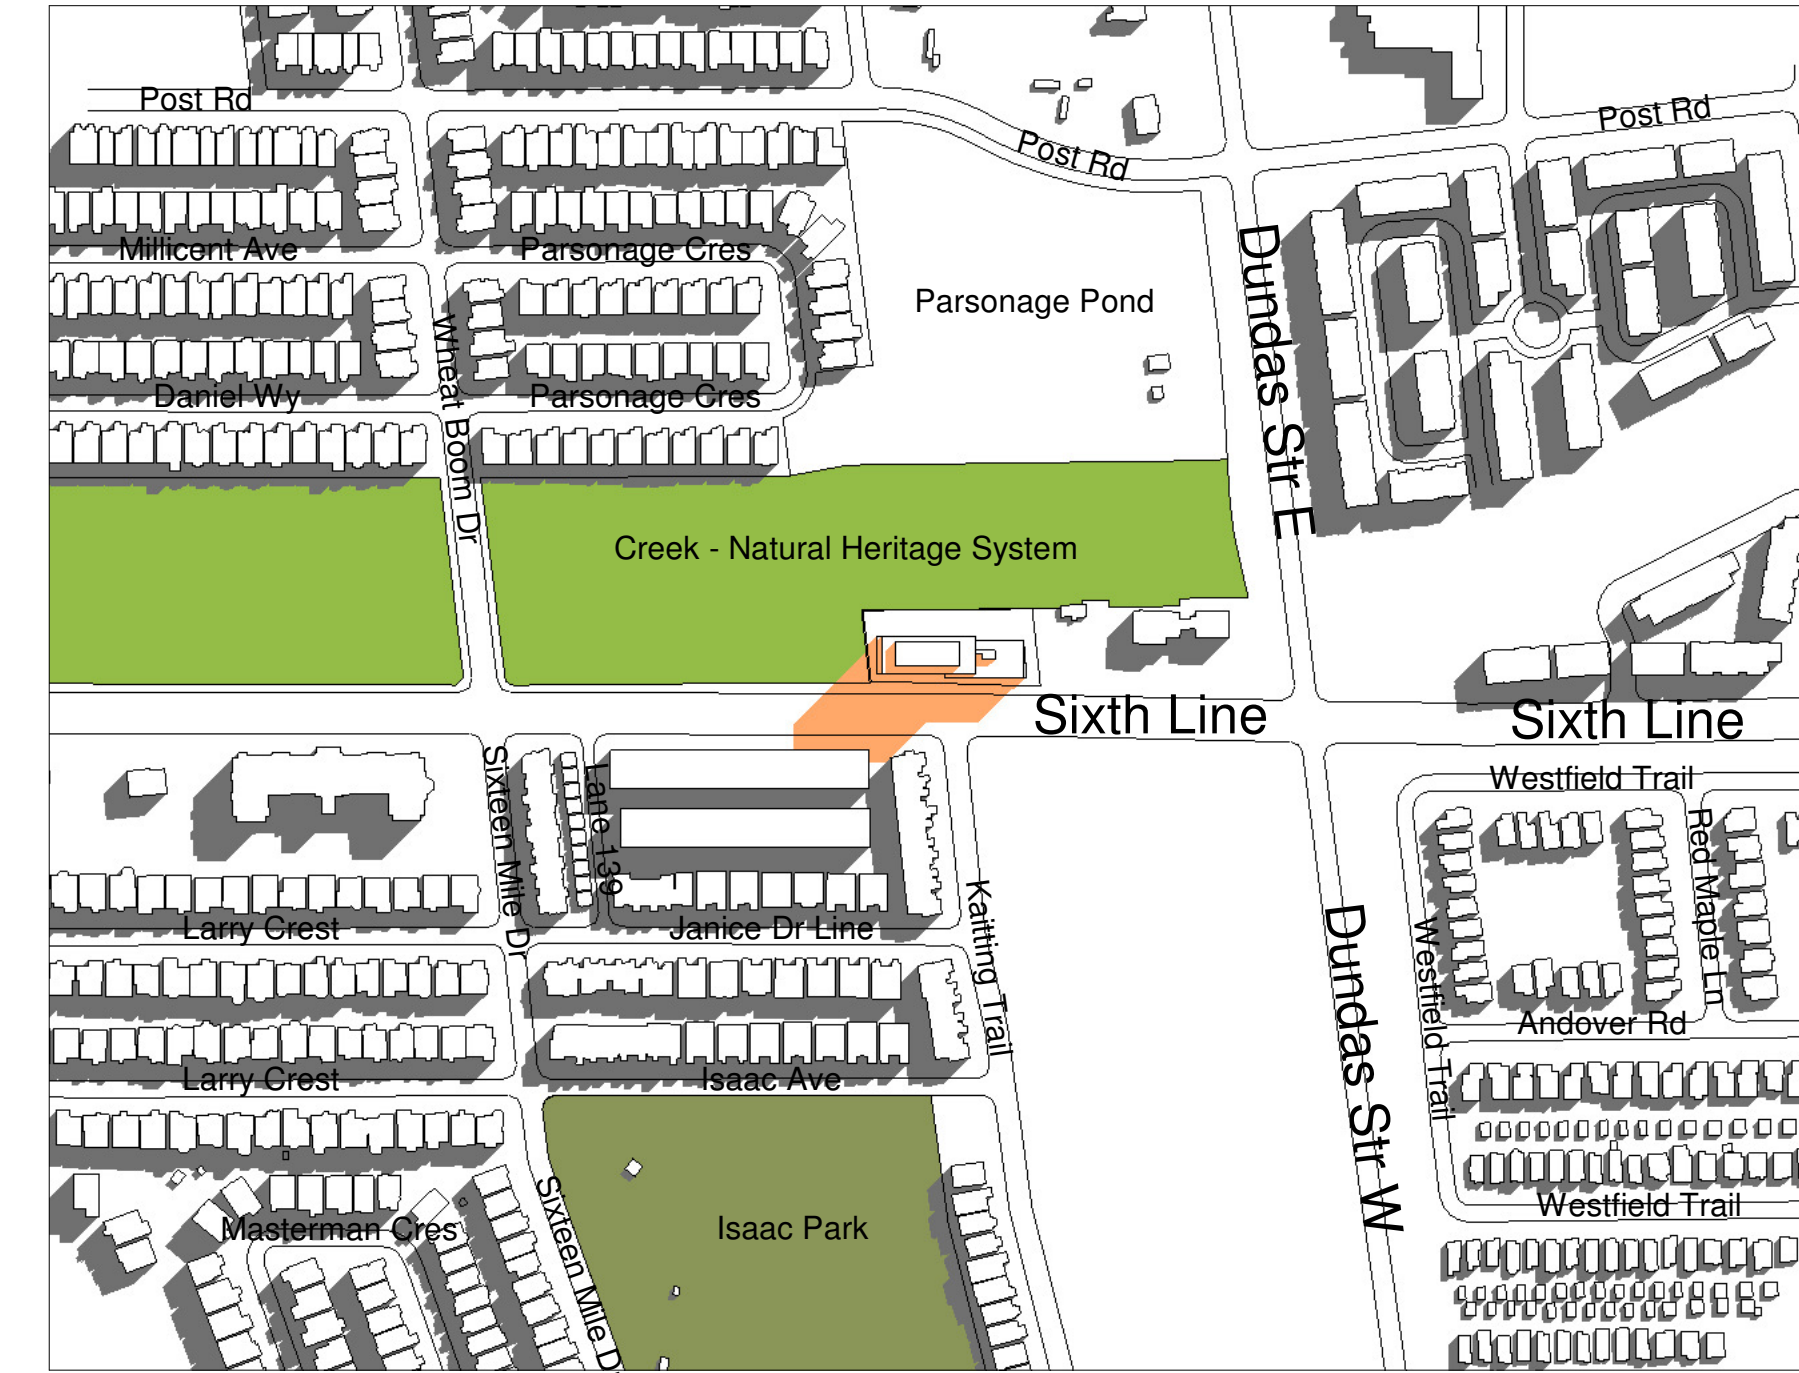 Post Rd
Post Rd
Post Rd
Millicent Ave
Parsonage Cres
Parsonage Pond
Dundas Str E
Wheat Boom Dr
Daniel Wy
Parsonage Cres
Creek - Natural Heritage System
Sixth Line
Sixth Line
Westfield Trail
Sixteen Mile Dr
Lane 139
Red Maple Ln
Larry Crest
Janice Dr Line
Kaitting Trail
Dundas Str W
Westfield Trail
Andover Rd
Larry Crest
Isaac Ave
Sixteen Mile D
Isaac Park
Masterman Cres
Westfield Trail